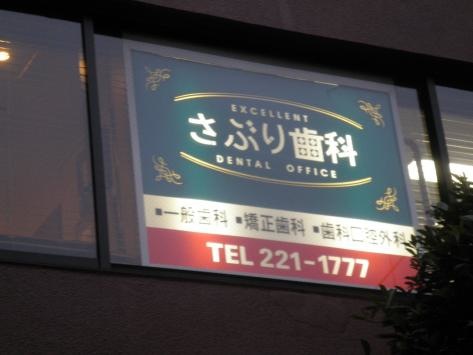 EXCELLENT
さぶり歯科
DENTAL OFFICE
▪一般歯科 ▪矯正歯科 ▪歯科口腔外科
TEL 221-1777